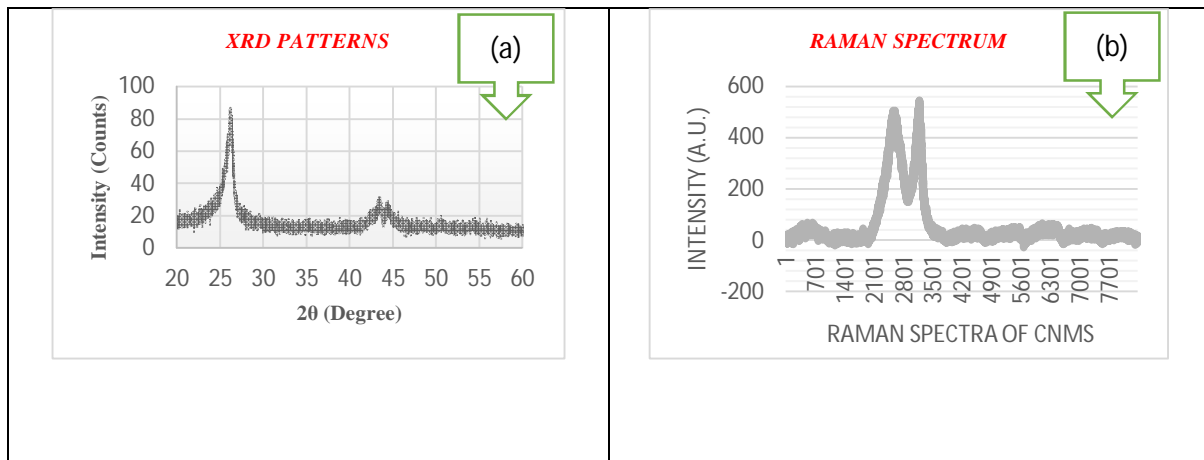 XRD PATTERNS
(a)
Intensity (Counts)
100
80
60
40
20
0
20 25 30 35 40 45 50 55 60
2θ (Degree)
RAMAN SPECTRUM
(b)
INTENSITY (A.U.)
600
400
200
0
-200
1 701 1401 2101 2801 3501 4201 4901 5601 6301 7001 7701
RAMAN SPECTRA OF CNMS